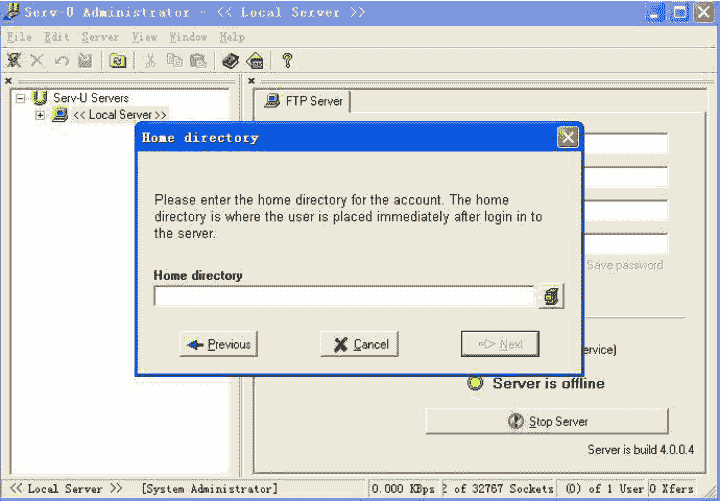 Serv-U Administrator - << Local Server >>
File Edit Server View Window Help
Serv-U Servers
<< Local Server >>
FTP Server
Home directory
Please enter the home directory for the account. The home
directory is where the user is placed immediately after login in to
the server.
Home directory
Previous
Cancel
Next
Save password
ervice)
Server is offline
Stop Server
Server is build 4.0.0.4
<< Local Server >> [System Administrator] 0.000 KBps 2 of 32767 Sockets (0) of 1 User 0 Xfers